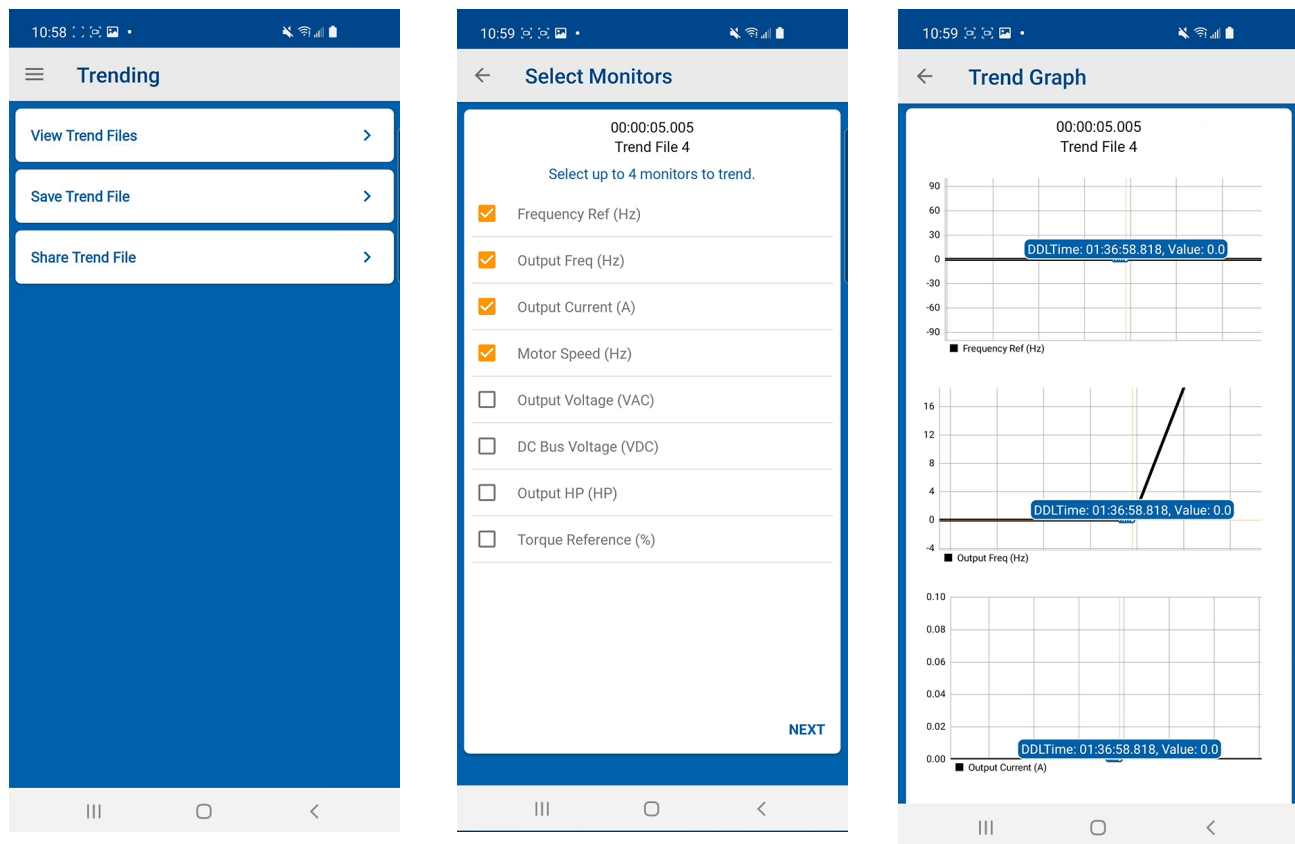 10:58
Trending
View Trend Files
Save Trend File
Share Trend File
10:59
Select Monitors
00:00:05.005
Trend File 4
Select up to 4 monitors to trend.
Frequency Ref (Hz)
Output Freq (Hz)
Output Current (A)
Motor Speed (Hz)
Output Voltage (VAC)
DC Bus Voltage (VDC)
Output HP (HP)
Torque Reference (%)
NEXT
10:59
Trend Graph
00:00:05.005
Trend File 4
90
60
30
DDLTime: 01:36:58.818, Value: 0.0
0
-30
-60
-90
Frequency Ref (Hz)
16
12
8
4
DDLTime: 01:36:58.818, Value: 0.0
0
-4
Output Freq (Hz)
0.10
0.08
0.06
0.04
0.02
DDLTime: 01:36:58.818, Value: 0.0
0.00
Output Current (A)